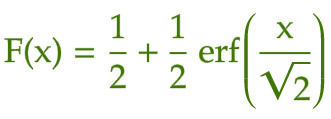 F(x) = 1/2 + 1/2 erf(x/√2)